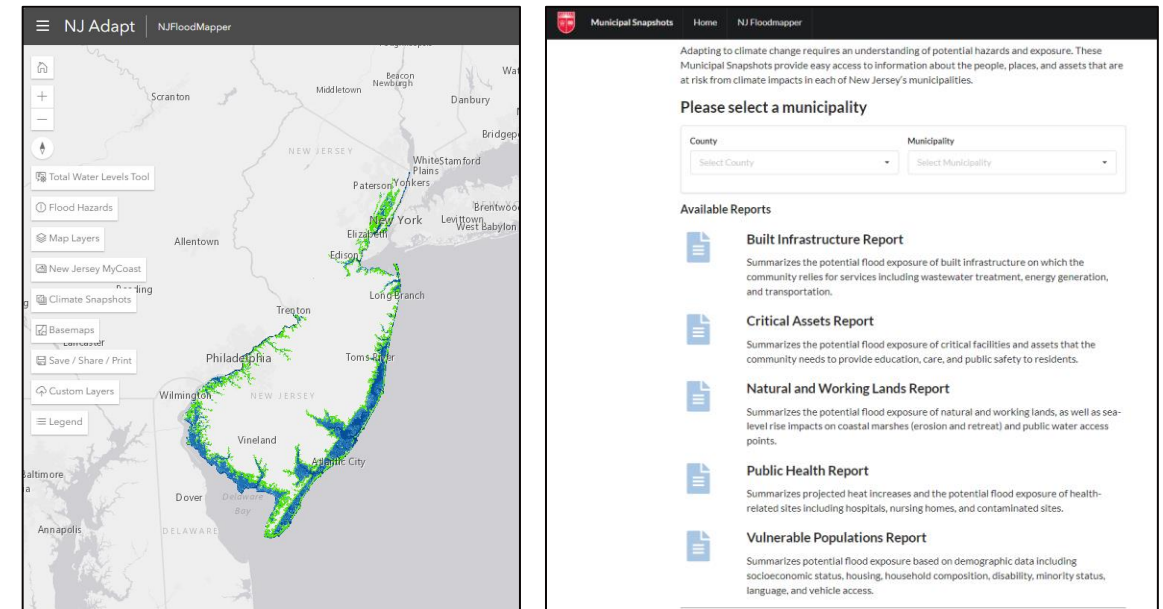 NJ Adapt
NJFloodMapper
Beacon
Newburgh
Middletown
Scranton
Danbury
Bridgep
NEW JERSEY
WhiteStamford
Plains
Paterson Yonkers
Total Water Levels Tool
Brentwoo
Flood Hazards
New York
Levittown
West Babylon
Elizabeth
Map Layers
Allentown
Edison
New Jersey MyCoast
Long Branch
Climate Snapshots
Trenton
Basemaps
Lancaster
Save / Share / Print
Philadelphia
Toms River
Custom Layers
Wilmington
NEW JERSEY
Legend
Vineland
Atlantic City
Baltimore
Dover
Delaware
Bay
Annapolis
DELAWARE
Municipal Snapshots
Home
NJ Floodmapper
Adapting to climate change requires an understanding of potential hazards and exposure. These
Municipal Snapshots provide easy access to information about the people, places, and assets that are
at risk from climate impacts in each of New Jersey's municipalities.
Please select a municipality
County
Municipality
Select County
Select Municipality
Available Reports
Built Infrastructure Report
Summarizes the potential flood exposure of built infrastructure on which the
community relies for services including wastewater treatment, energy generation,
and transportation.
Critical Assets Report
Summarizes the potential flood exposure of critical facilities and assets that the
community needs to provide education, care, and public safety to residents.
Natural and Working Lands Report
Summarizes the potential flood exposure of natural and working lands, as well as sea-
level rise impacts on coastal marshes (erosion and retreat) and public water access
points.
Public Health Report
Summarizes projected heat increases and the potential flood exposure of health-
related sites including hospitals, nursing homes, and contaminated sites.
Vulnerable Populations Report
Summarizes potential flood exposure based on demographic data including
socioeconomic status, housing, household composition, disability, minority status,
language, and vehicle access.